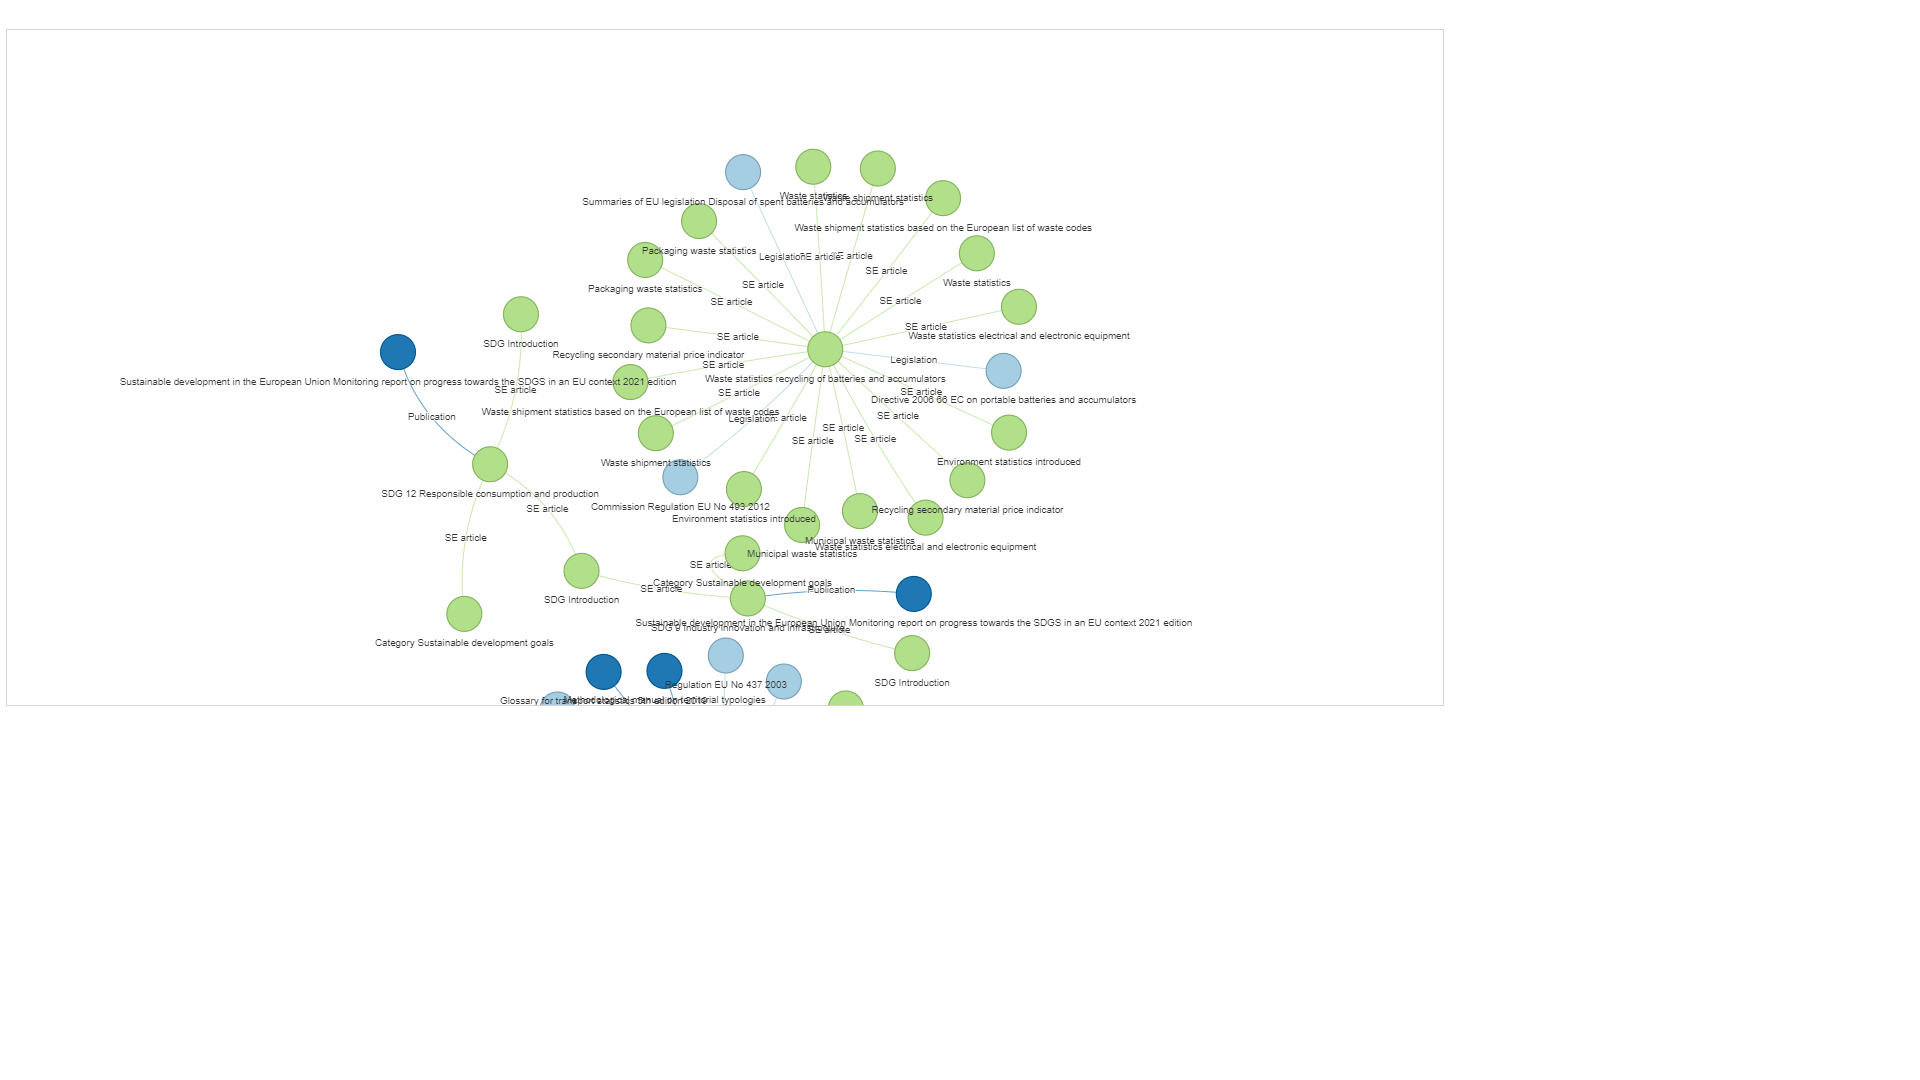 Waste statistics
Waste shipment statistics
Summaries of EU legislation Disposal of spent batteries and accumulators
Waste shipment statistics based on the European list of waste codes
Packaging waste statistics
Legislation
SE article
SE article
SE article
Waste statistics
SE article
Packaging waste statistics
SE article
SE article
SE article
Waste statistics electrical and electronic equipment
SE article
SDG Introduction
Recycling secondary material price indicator
Legislation
SE article
Waste statistics recycling of batteries and accumulators
Sustainable development in the European Union Monitoring report on progress towards the SDGS in an EU context 2021 edition
SE article
SE article
SE article
Directive 2006 66 EC on portable batteries and accumulators
Waste shipment statistics based on the European list of waste codes
Publication
Legislation
SE article
SE article
SE article
SE article
SE article
Waste shipment statistics
Environment statistics introduced
SDG 12 Responsible consumption and production
Commission Regulation EU No 493 2012
SE article
Recycling secondary material price indicator
Environment statistics introduced
SE article
Municipal waste statistics
Waste statistics electrical and electronic equipment
Municipal waste statistics
SE article
Category Sustainable development goals
SE article
Publication
SDG Introduction
Sustainable development in the European Union Monitoring report on progress towards the SDGS in an EU context 2021 edition
SDG 9 Industry innovation and infrastructure
SE article
Category Sustainable development goals
SDG Introduction
Regulation EU No 437 2003
Glossary for transport statistics 5th edition 2019
Methodological manual on territorial typologies